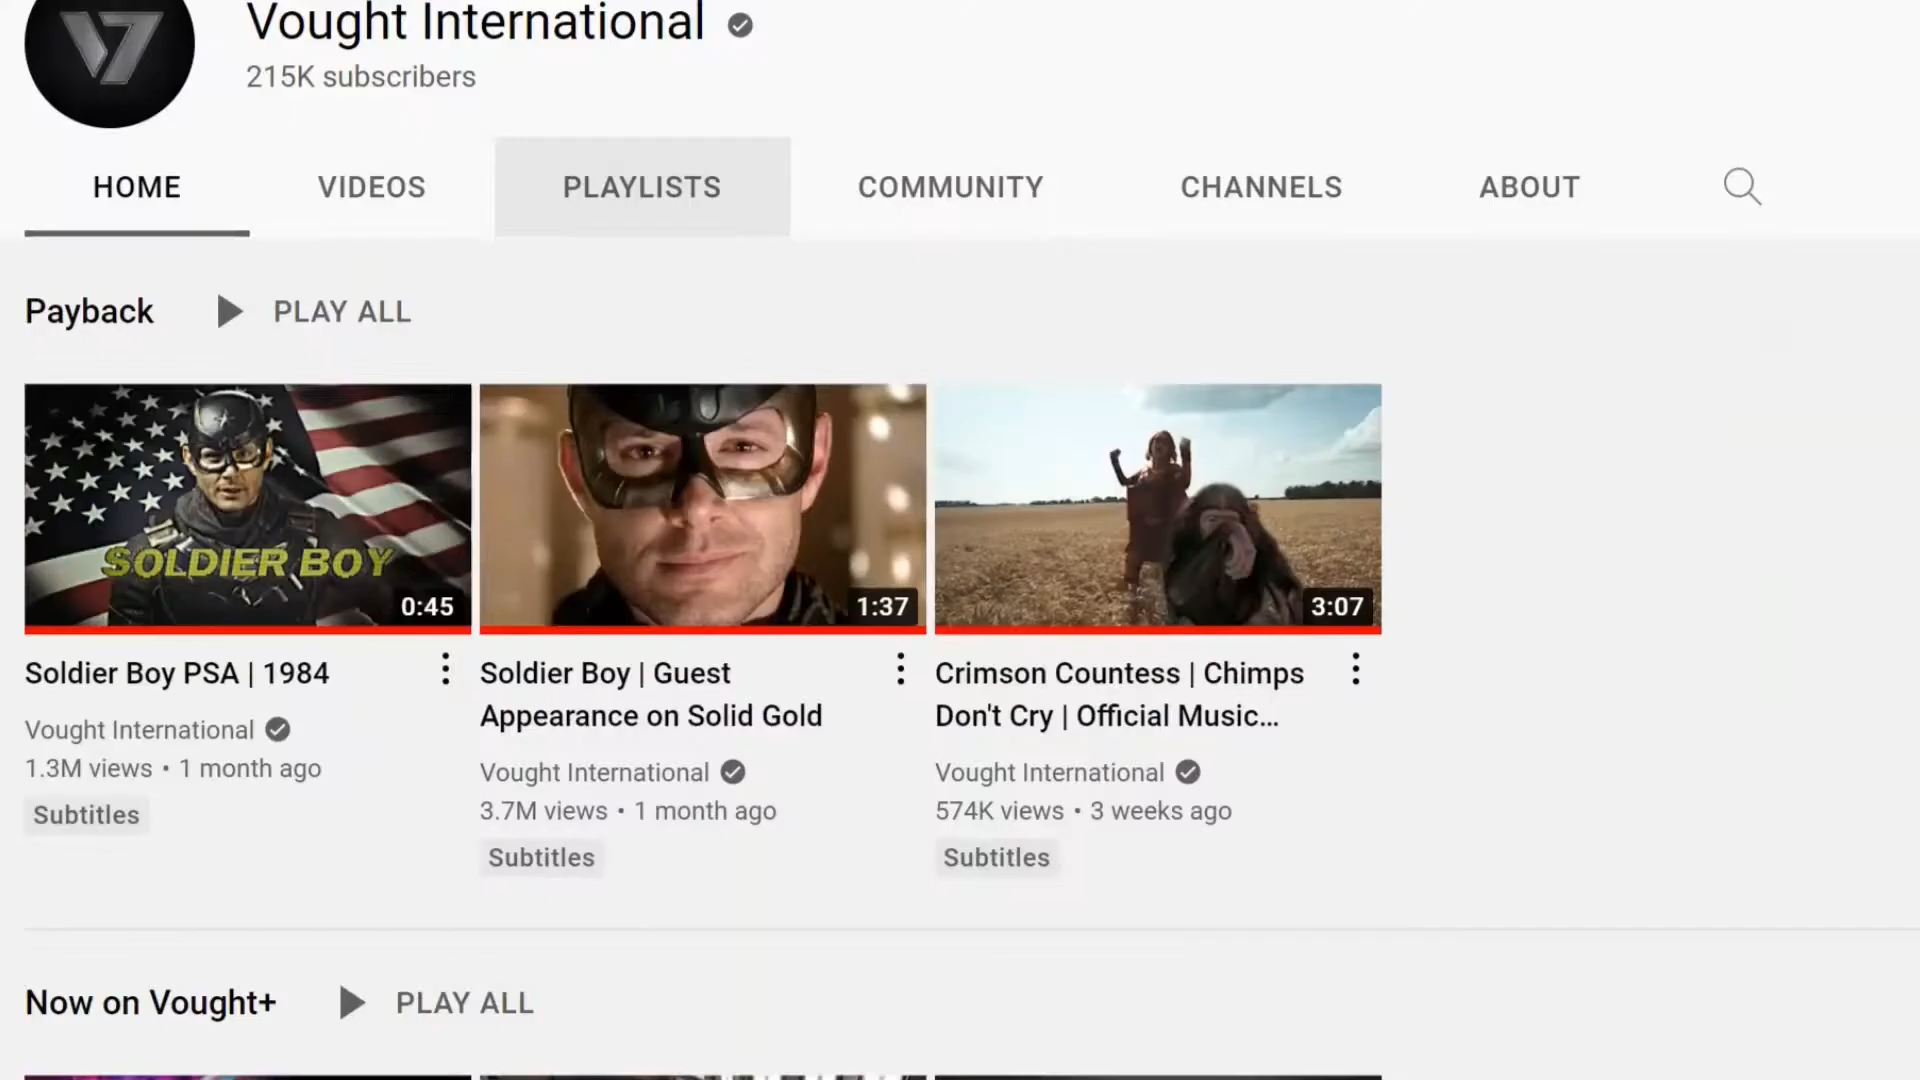 Vought International
215K subscribers
HOME
VIDEOS
PLAYLISTS
COMMUNITY
CHANNELS
ABOUT
Payback
PLAY ALL
SOLDIER BOY
0:45
1:37
3:07
Soldier Boy PSA | 1984
Vought International
1.3M views • 1 month ago
Subtitles
Soldier Boy | Guest
Appearance on Solid Gold
Vought International
3.7M views • 1 month ago
Subtitles
Crimson Countess | Chimps
Don't Cry | Official Music...
Vought International
574K views • 3 weeks ago
Subtitles
Now on Vought+
PLAY ALL